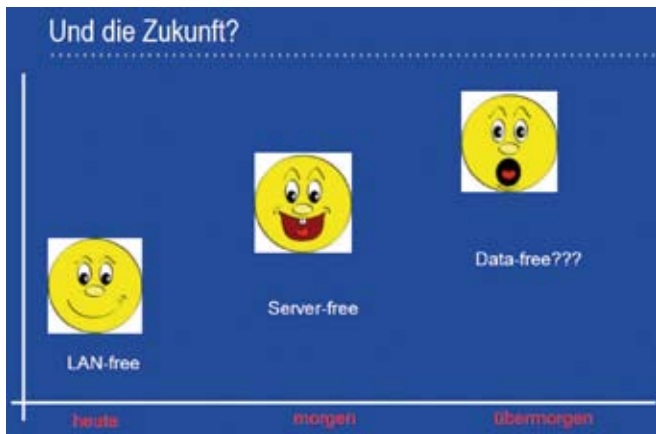 Und die Zukunft?
Data-free???
Server-free
LAN-free
heute morgen übermorgen